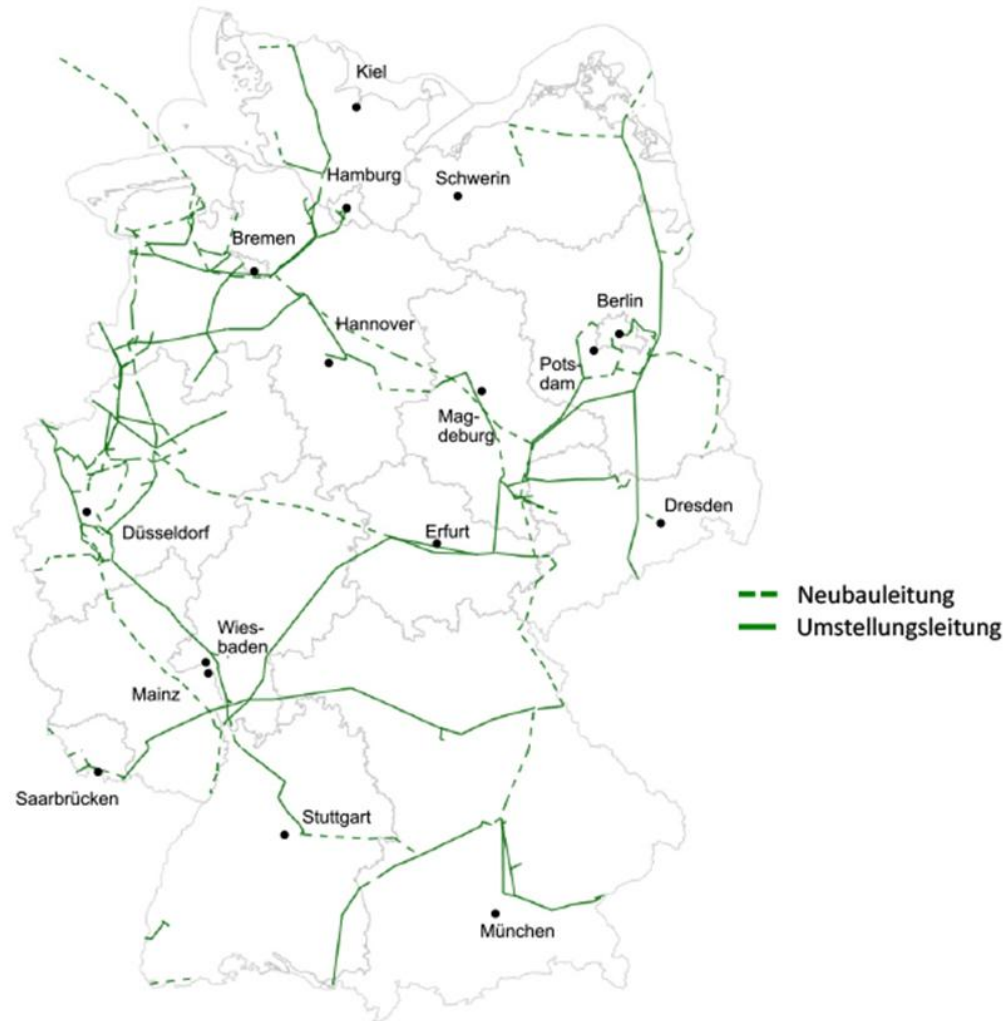 Kiel
Hamburg
Schwerin
Bremen
Berlin
Hannover
Pots-
dam
Mag-
deburg
Dresden
Düsseldorf
Erfurt
Neubauleitung
Umstellungsleitung
Wies-
baden
Mainz
Saarbrücken
Stuttgart
München